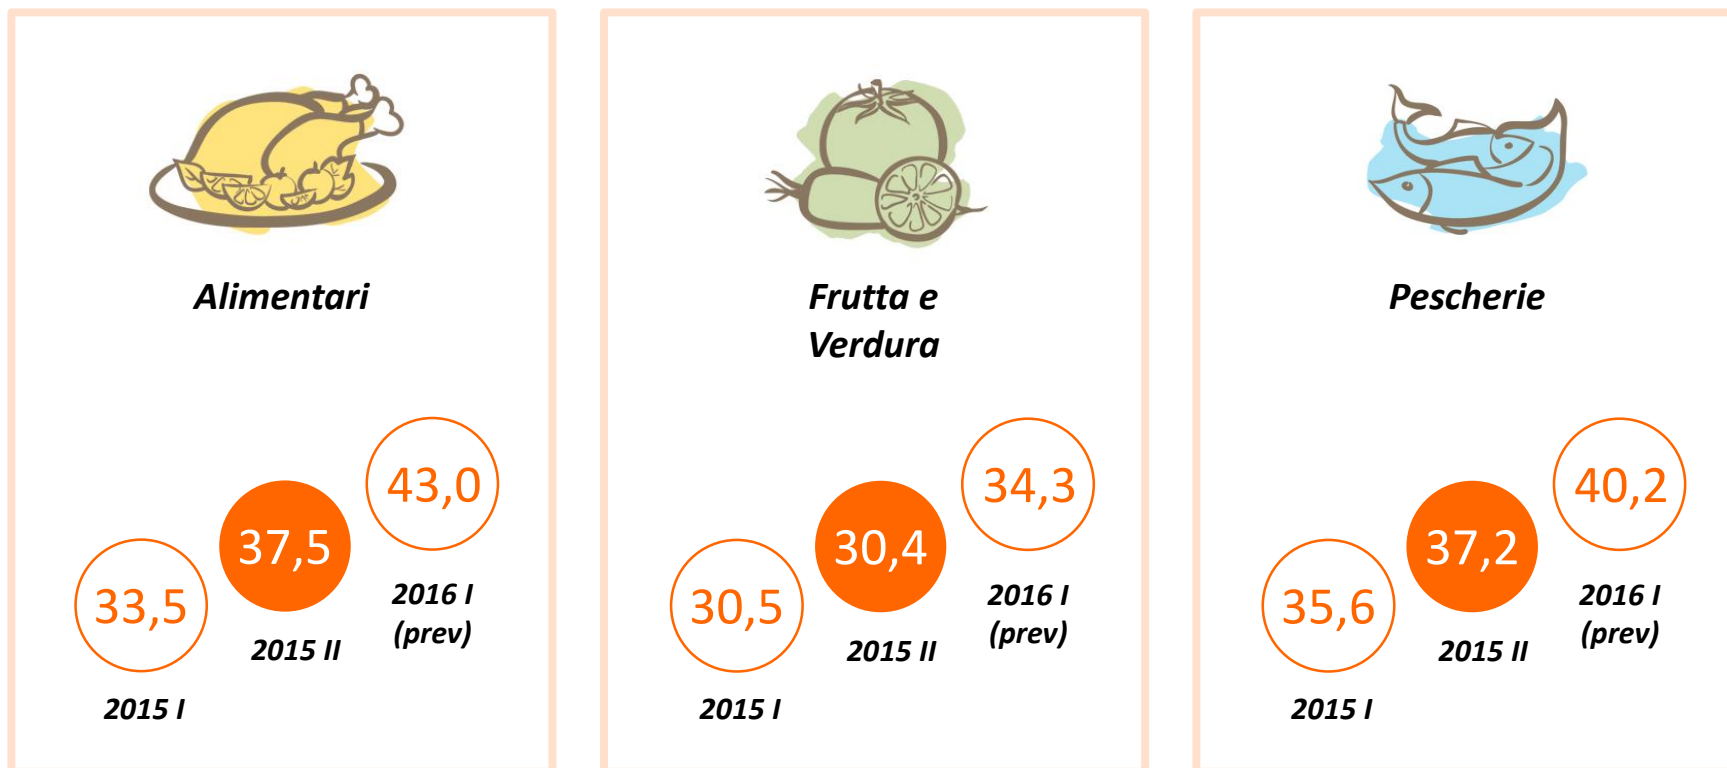 Alimentari
33,5
2015 I
37,5
2015 II
43,0
2016 I
(prev)
Frutta e
Verdura
30,5
2015 I
30,4
2015 II
34,3
2016 I
(prev)
Pescherie
35,6
2015 I
37,2
2015 II
40,2
2016 I
(prev)